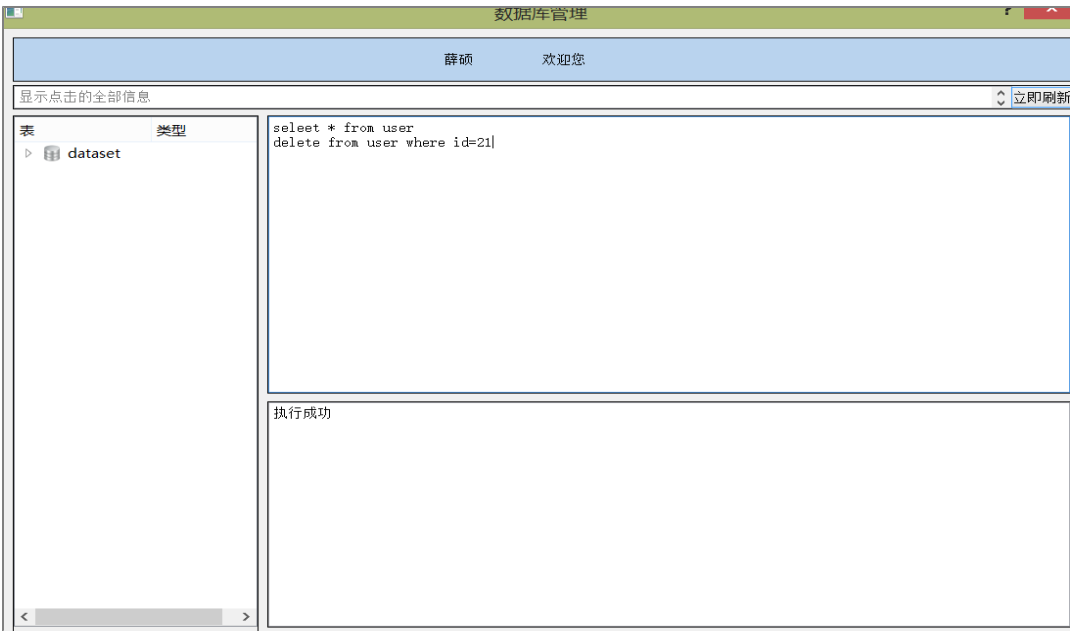 数据库管理
薛硕 欢迎您
显示点击的全部信息
立即刷新
表 类型
dataset
seleet * from user
delete from user where id=21
执行成功